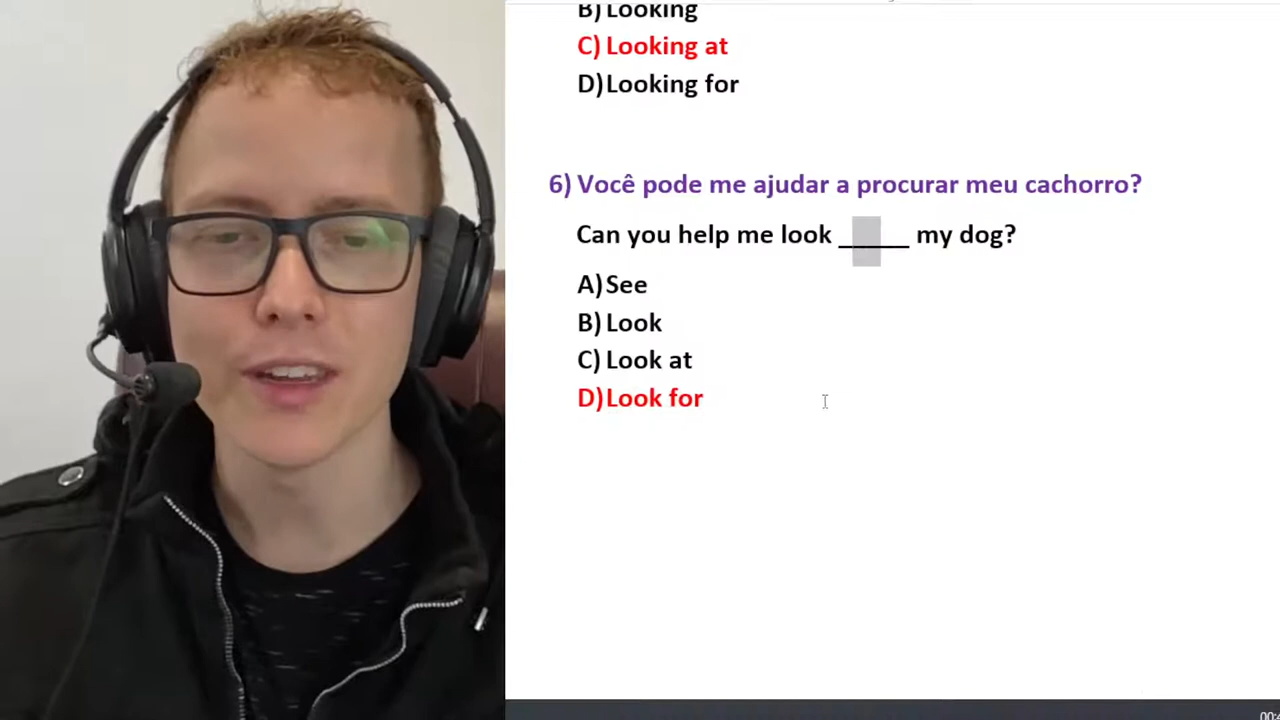 B) Looking
C) Looking at
D) Looking for
6) Você pode me ajudar a procurar meu cachorro?
Can you help me look _____ my dog?
A) See
B) Look
C) Look at
D) Look for